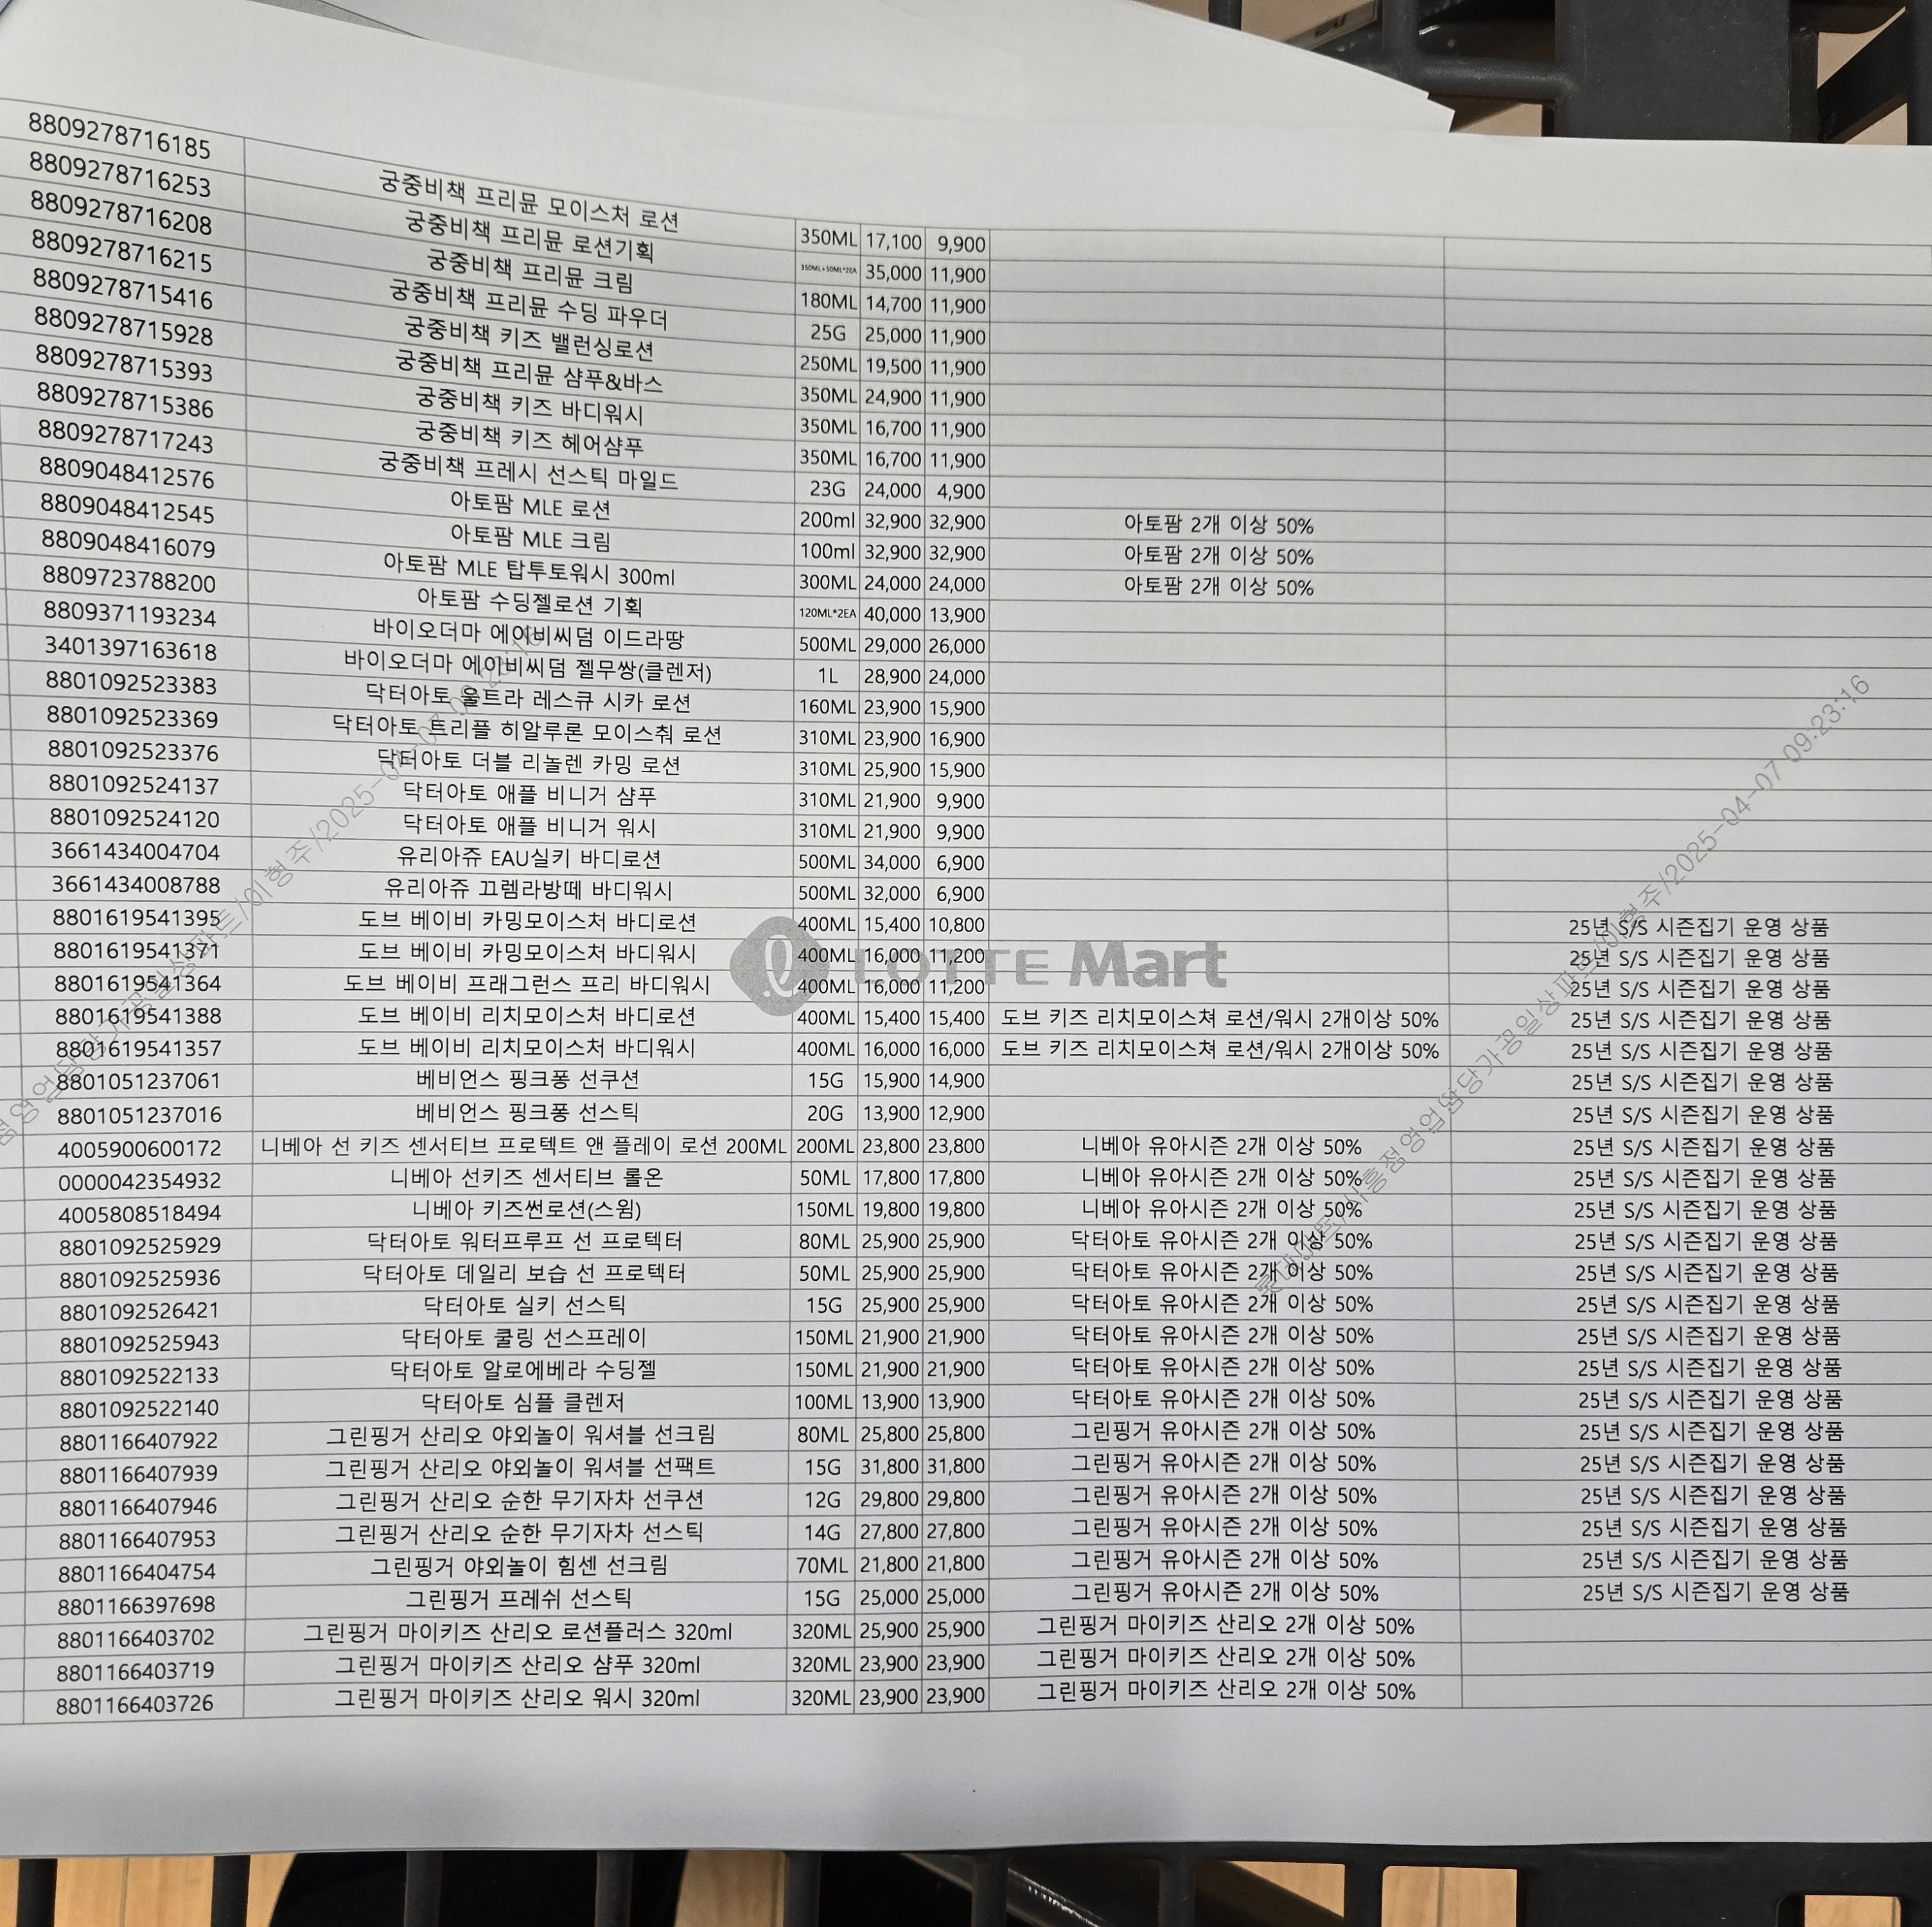 8809278716185 궁중비책 프리뮨 모이스처 로션 350ML 17,100 9,900
8809278716253 궁중비책 프리뮨 로션기획 350ML+50ML*2EA 35,000 11,900
8809278716208 궁중비책 프리뮨 크림 180ML 14,700 11,900
8809278716215 궁중비책 프리뮨 수딩 파우더 25G 25,000 11,900
8809278715416 궁중비책 키즈 밸런싱로션 250ML 19,500 11,900
8809278715928 궁중비책 프리뮨 샴푸&바스 350ML 24,900 11,900
8809278715393 궁중비책 키즈 바디워시 350ML 16,700 11,900
8809278715386 궁중비책 키즈 헤어샴푸 350ML 16,700 11,900
8809278717243 궁중비책 프레시 선스틱 마일드 23G 24,000 4,900
8809048412576 아토팜 MLE 로션 200ml 32,900 32,900 아토팜 2개 이상 50%
8809048412545 아토팜 MLE 크림 100ml 32,900 32,900 아토팜 2개 이상 50%
8809048416079 아토팜 MLE 탑투토워시 300ml 300ML 24,000 24,000 아토팜 2개 이상 50%
8809723788200 아토팜 수딩젤로션 기획 120ML*2EA 40,000 13,900
8809371193234 바이오더마 에이비씨덤 이드라땅 500ML 29,000 26,000
3401397163618 바이오더마 에이비씨덤 젤무쌍(클렌저) 1L 28,900 24,000
8801092523383 닥터아토 울트라 레스큐 시카 로션 160ML 23,900 15,900
8801092523369 닥터아토 트리플 히알루론 모이스춰 로션 310ML 23,900 16,900
8801092523376 닥터아토 더블 리놀렌 카밍 로션 310ML 25,900 15,900
8801092524137 닥터아토 애플 비니거 샴푸 310ML 21,900 9,900
8801092524120 닥터아토 애플 비니거 워시 310ML 21,900 9,900
3661434004704 유리아쥬 EAU실키 바디로션 500ML 34,000 6,900
3661434008788 유리아쥬 끄렘라방떼 바디워시 500ML 32,000 6,900
8801619541395 도브 베이비 카밍모이스처 바디로션 400ML 15,400 10,800 25년 S/S 시즌집기 운영 상품
8801619541371 도브 베이비 카밍모이스처 바디워시 400ML 16,000 11,200 25년 S/S 시즌집기 운영 상품
8801619541364 도브 베이비 프래그런스 프리 바디워시 400ML 16,000 11,200 25년 S/S 시즌집기 운영 상품
8801619541388 도브 베이비 리치모이스처 바디로션 400ML 15,400 15,400 도브 키즈 리치모이스쳐 로션/워시 2개이상 50% 25년 S/S 시즌집기 운영 상품
8801619541357 도브 베이비 리치모이스처 바디워시 400ML 16,000 16,000 도브 키즈 리치모이스쳐 로션/워시 2개이상 50% 25년 S/S 시즌집기 운영 상품
8801051237061 베비언스 핑크퐁 선쿠션 15G 15,900 14,900 25년 S/S 시즌집기 운영 상품
8801051237016 베비언스 핑크퐁 선스틱 20G 13,900 12,900 25년 S/S 시즌집기 운영 상품
4005900600172 니베아 선 키즈 센서티브 프로텍트 앤 플레이 로션 200ML 200ML 23,800 23,800 니베아 유아시즌 2개 이상 50% 25년 S/S 시즌집기 운영 상품
0000042354932 니베아 선키즈 센서티브 롤온 50ML 17,800 17,800 니베아 유아시즌 2개 이상 50% 25년 S/S 시즌집기 운영 상품
4005808518494 니베아 키즈썬로션(스윔) 150ML 19,800 19,800 니베아 유아시즌 2개 이상 50% 25년 S/S 시즌집기 운영 상품
8801092525929 닥터아토 워터프루프 선 프로텍터 80ML 25,900 25,900 닥터아토 유아시즌 2개 이상 50% 25년 S/S 시즌집기 운영 상품
8801092525936 닥터아토 데일리 보습 선 프로텍터 50ML 25,900 25,900 닥터아토 유아시즌 2개 이상 50% 25년 S/S 시즌집기 운영 상품
8801092526421 닥터아토 실키 선스틱 15G 25,900 25,900 닥터아토 유아시즌 2개 이상 50% 25년 S/S 시즌집기 운영 상품
8801092525943 닥터아토 쿨링 선스프레이 150ML 21,900 21,900 닥터아토 유아시즌 2개 이상 50% 25년 S/S 시즌집기 운영 상품
8801092522133 닥터아토 알로에베라 수딩젤 150ML 21,900 21,900 닥터아토 유아시즌 2개 이상 50% 25년 S/S 시즌집기 운영 상품
8801092522140 닥터아토 심플 클렌저 100ML 13,900 13,900 닥터아토 유아시즌 2개 이상 50% 25년 S/S 시즌집기 운영 상품
8801166407922 그린핑거 산리오 야외놀이 워셔블 선크림 80ML 25,800 25,800 그린핑거 유아시즌 2개 이상 50% 25년 S/S 시즌집기 운영 상품
8801166407939 그린핑거 산리오 야외놀이 워셔블 선팩트 15G 31,800 31,800 그린핑거 유아시즌 2개 이상 50% 25년 S/S 시즌집기 운영 상품
8801166407946 그린핑거 산리오 순한 무기자차 선쿠션 12G 29,800 29,800 그린핑거 유아시즌 2개 이상 50% 25년 S/S 시즌집기 운영 상품
8801166407953 그린핑거 산리오 순한 무기자차 선스틱 14G 27,800 27,800 그린핑거 유아시즌 2개 이상 50% 25년 S/S 시즌집기 운영 상품
8801166404754 그린핑거 야외놀이 힘센 선크림 70ML 21,800 21,800 그린핑거 유아시즌 2개 이상 50% 25년 S/S 시즌집기 운영 상품
8801166397698 그린핑거 프레쉬 선스틱 15G 25,000 25,000 그린핑거 유아시즌 2개 이상 50% 25년 S/S 시즌집기 운영 상품
8801166403702 그린핑거 마이키즈 산리오 로션플러스 320ml 320ML 25,900 25,900 그린핑거 마이키즈 산리오 2개 이상 50%
8801166403719 그린핑거 마이키즈 산리오 샴푸 320ml 320ML 23,900 23,900 그린핑거 마이키즈 산리오 2개 이상 50%
8801166403726 그린핑거 마이키즈 산리오 워시 320ml 320ML 23,900 23,900 그린핑거 마이키즈 산리오 2개 이상 50%
LOTTE Mart
이형주/2025-04-07 09:23:16